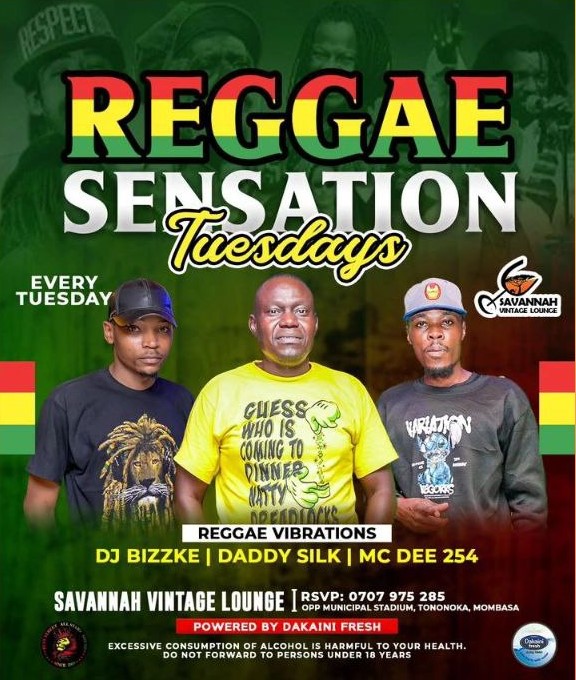 RESPECT
REGGAE
SENSATION
Tuesdays
EVERY
TUESDAY
SAVANNAH
VINTAGE LOUNGE
GUESS
WHO IS
COMING TO
DINNER
NATTY
DREADLOCKS
VARIATION
REGGAE VIBRATIONS
DJ BIZZKE | DADDY SILK | MC DEE 254
SAVANNAH VINTAGE LOUNGE
RSVP: 0707 975 285
OPP MUNICIPAL STADIUM, TONONOKA, MOMBASA
POWERED BY DAKAINI FRESH
Dakaini
fresh
EXCESSIVE CONSUMPTION OF ALCOHOL IS HARMFUL TO YOUR HEALTH.
DO NOT FORWARD TO PERSONS UNDER 18 YEARS